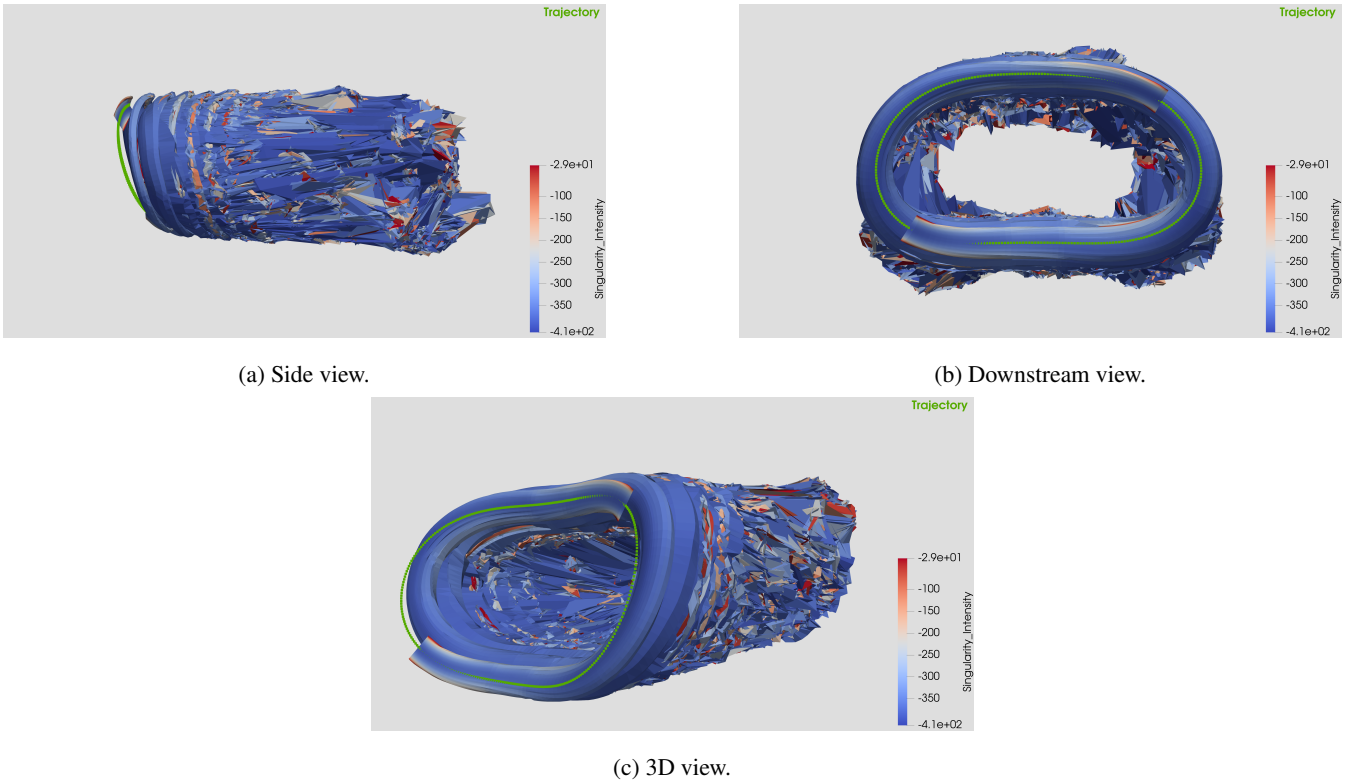 Trajectory
-2.9e+01
-100
-150
-200
-250
-300
-350
-4.1e+02
Singularity_Intensity
(a) Side view.
Trajectory
-2.9e+01
-100
-150
-200
-250
-300
-350
-4.1e+02
Singularity_Intensity
(b) Downstream view.
Trajectory
-2.9e+01
-100
-150
-200
-250
-300
-350
-4.1e+02
Singularity_Intensity
(c) 3D view.